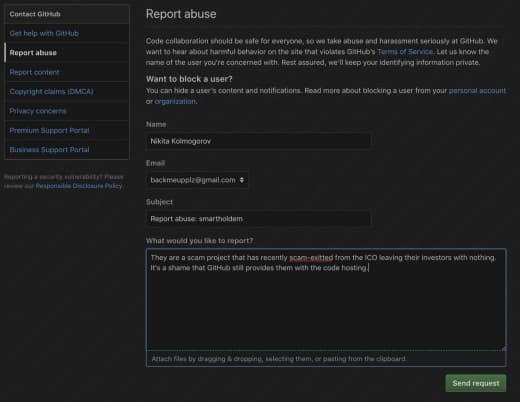 Contact GitHub
Get help with GitHub
Report abuse
Report content
Copyright claims (DMCA)
Privacy concerns
Premium Support Portal
Business Support Portal
Reporting a security vulnerability? Please
review our Responsible Disclosure Policy.
Report abuse
Code collaboration should be safe for everyone, so we take abuse and harassment seriously at GitHub. We
want to hear about harmful behavior on the site that violates GitHub's Terms of Service. Let us know the
name of the user you're concerned with. Rest assured, we'll keep your identifying information private.
Want to block a user?
You can hide a user's content and notifications. Read more about blocking a user from your personal account
or organization.
Name
Nikita Kolmogorov
Email
backmeupplz@gmail.com
Subject
Report abuse: smartholdem
What would you like to report?
They are a scam project that has recently scam-exitted from the ICO leaving their investors with nothing.
It's a shame that GitHub still provides them with the code hosting.
Attach files by dragging & dropping, selecting them, or pasting from the clipboard.
Send request